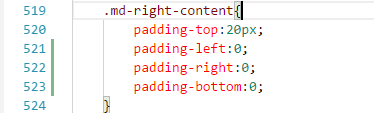 519 .md-right-content{
520 padding-top:20px;
521 padding-left:0;
522 padding-right:0;
523 padding-bottom:0;
524 }